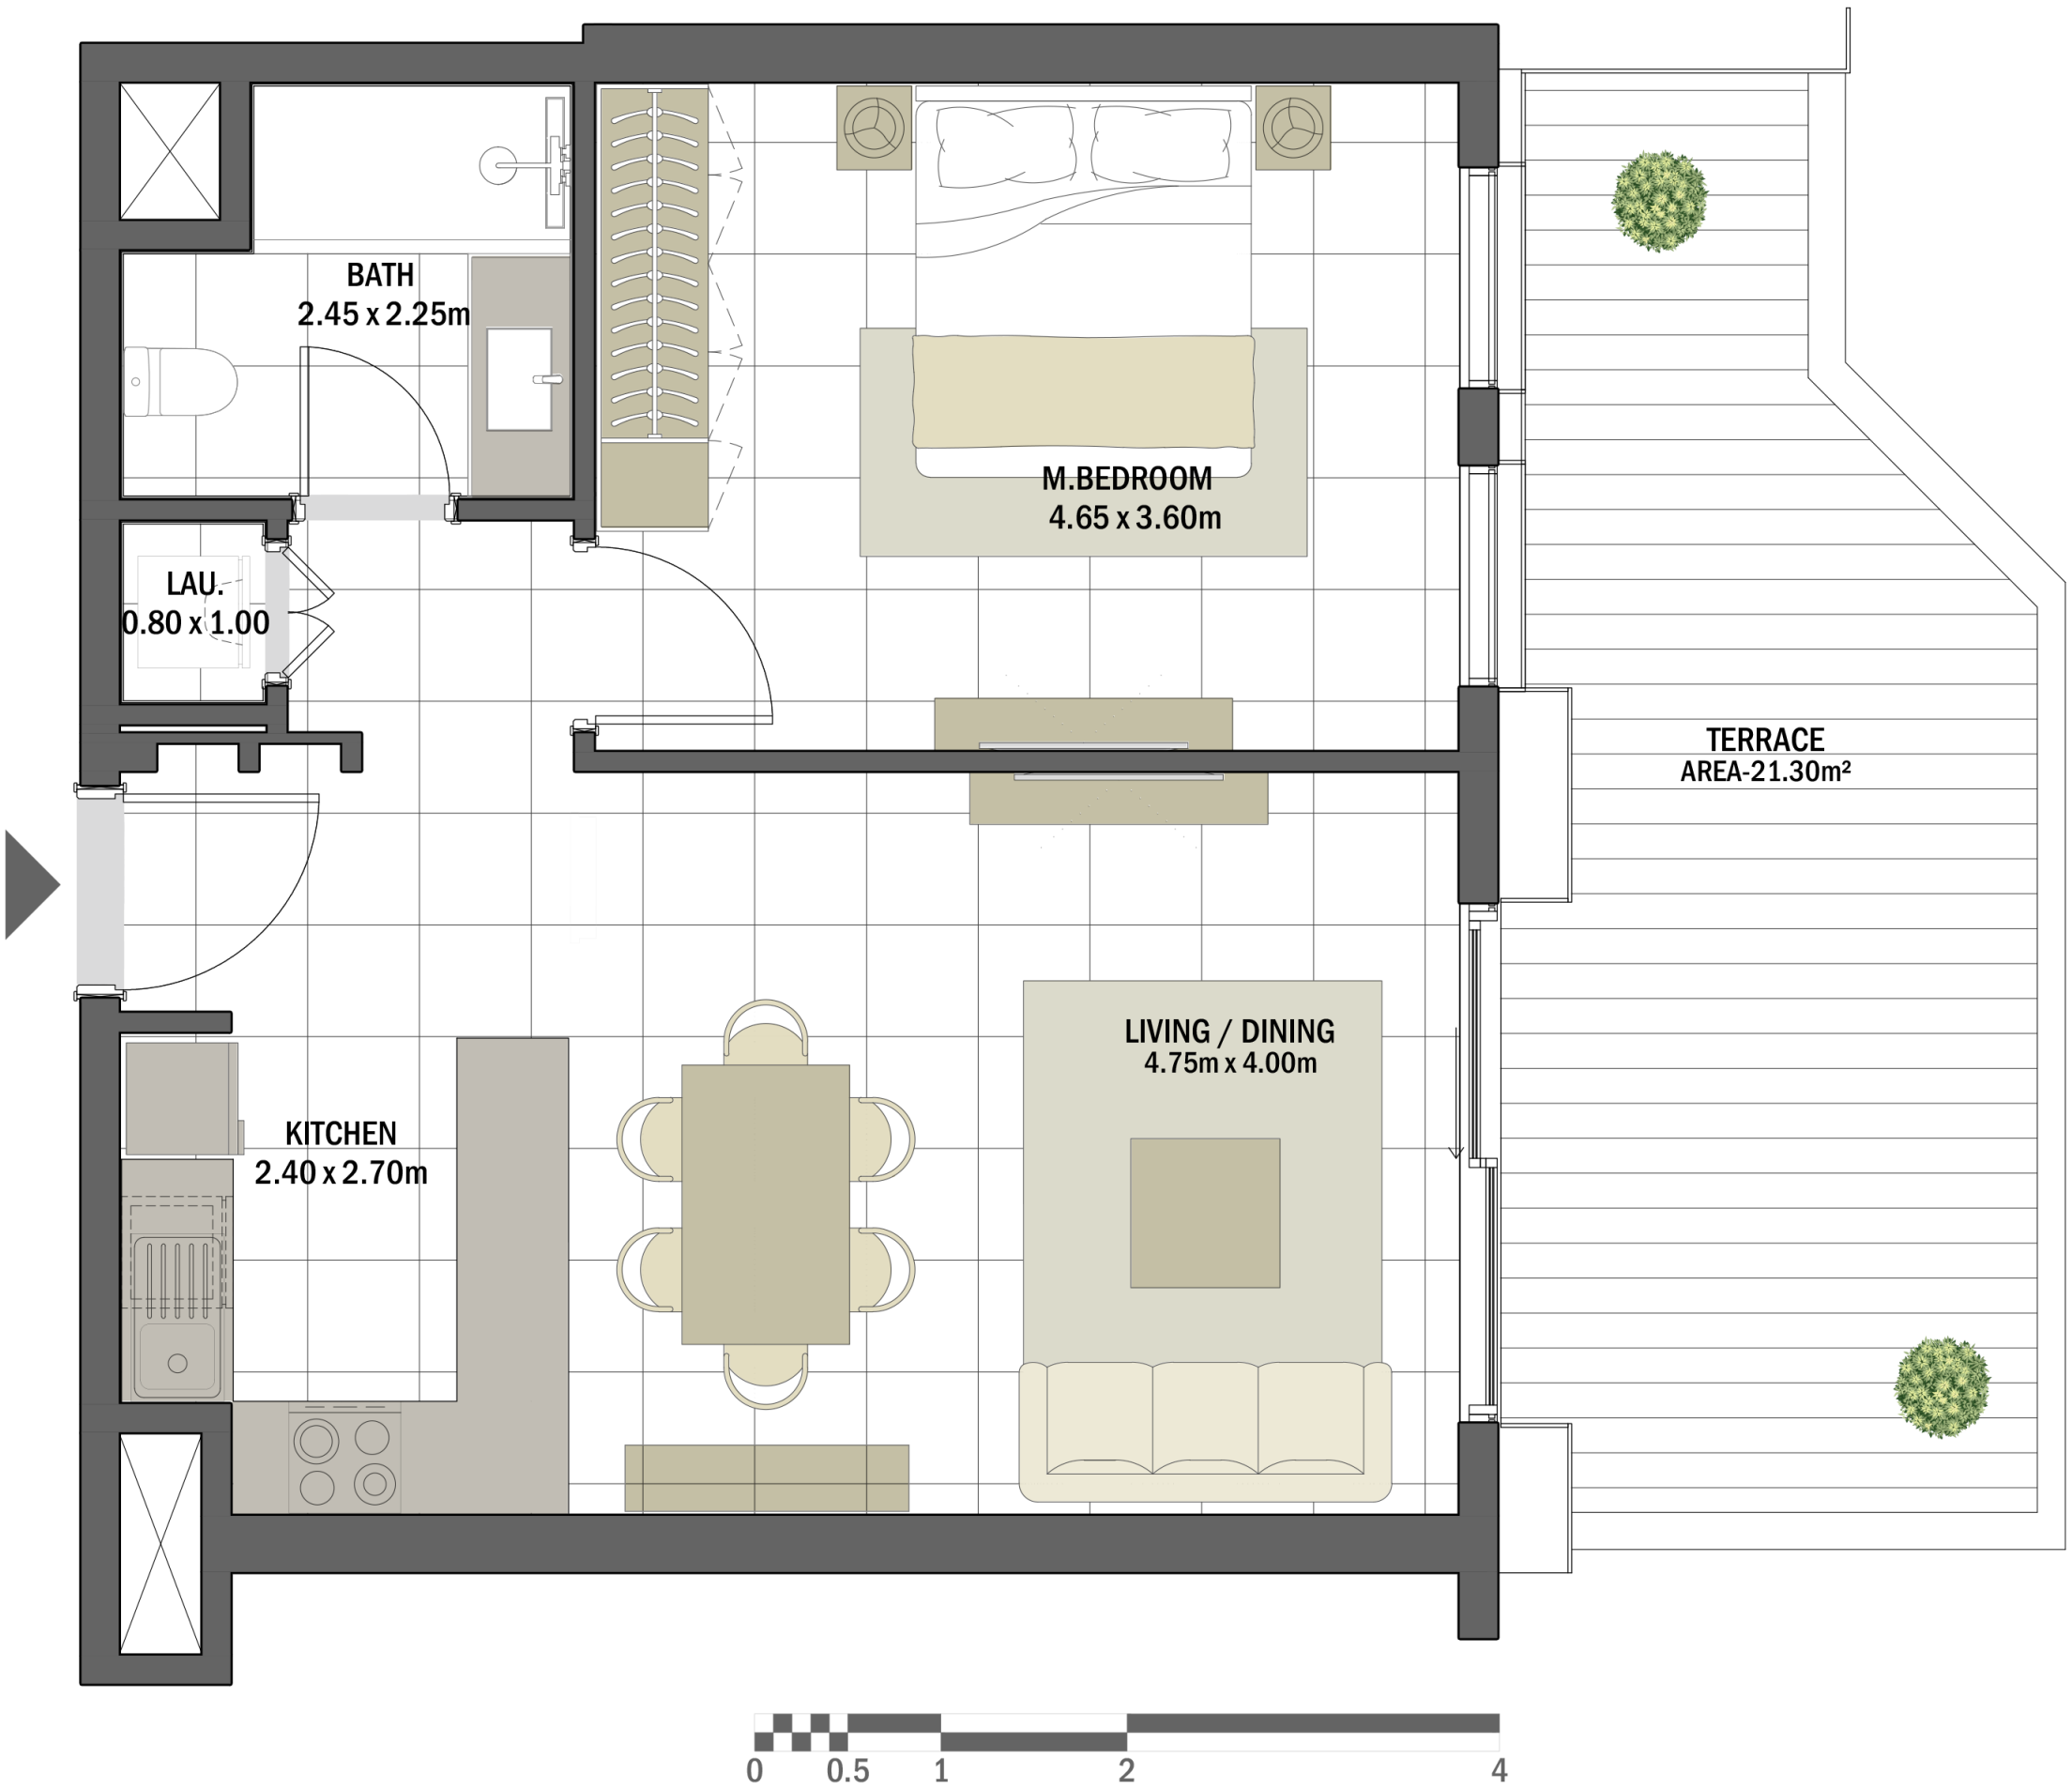 BATH
2.45 x 2.25m
M.BEDROOM
4.65 x 3.60m
LAU.
0.80 x 1.00
TERRACE
AREA-21.30m²
LIVING / DINING
4.75m x 4.00m
KITCHEN
2.40 x 2.70m
0 0.5 1 2 4